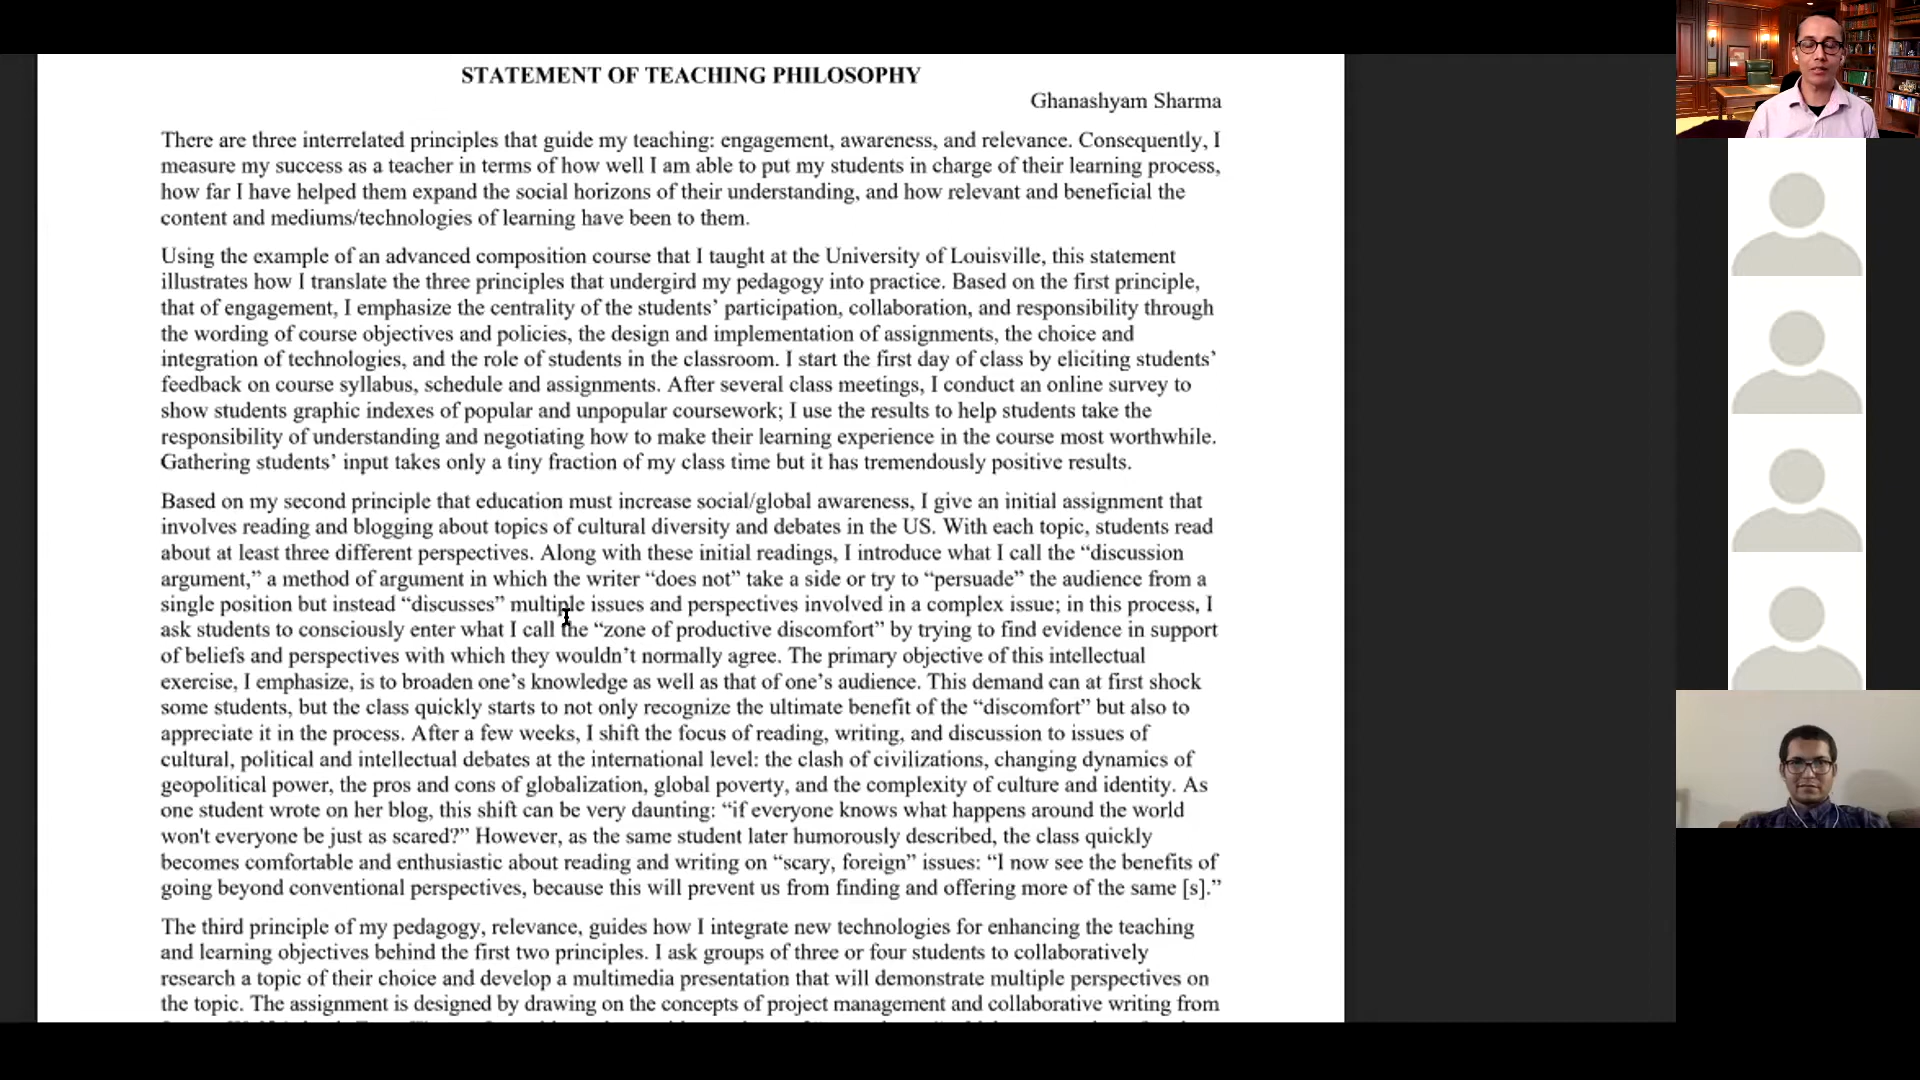 STATEMENT OF TEACHING PHILOSOPHY
Ghanashyam Sharma
There are three interrelated principles that guide my teaching: engagement, awareness, and relevance. Consequently, I
measure my success as a teacher in terms of how well I am able to put my students in charge of their learning process,
how far I have helped them expand the social horizons of their understanding, and how relevant and beneficial the
content and mediums/technologies of learning have been to them.
Using the example of an advanced composition course that I taught at the University of Louisville, this statement
illustrates how I translate the three principles that undergird my pedagogy into practice. Based on the first principle,
that of engagement, I emphasize the centrality of the students’ participation, collaboration, and responsibility through
the wording of course objectives and policies, the design and implementation of assignments, the choice and
integration of technologies, and the role of students in the classroom. I start the first day of class by eliciting students’
feedback on course syllabus, schedule and assignments. After several class meetings, I conduct an online survey to
show students graphic indexes of popular and unpopular coursework; I use the results to help students take the
responsibility of understanding and negotiating how to make their learning experience in the course most worthwhile.
Gathering students’ input takes only a tiny fraction of my class time but it has tremendously positive results.
Based on my second principle that education must increase social/global awareness, I give an initial assignment that
involves reading and blogging about topics of cultural diversity and debates in the US. With each topic, students read
about at least three different perspectives. Along with these initial readings, I introduce what I call the “discussion
argument,” a method of argument in which the writer “does not” take a side or try to “persuade” the audience from a
single position but instead “discusses” multiple issues and perspectives involved in a complex issue; in this process, I
ask students to consciously enter what I call the “zone of productive discomfort” by trying to find evidence in support
of beliefs and perspectives with which they wouldn’t normally agree. The primary objective of this intellectual
exercise, I emphasize, is to broaden one’s knowledge as well as that of one’s audience. This demand can at first shock
some students, but the class quickly starts to not only recognize the ultimate benefit of the “discomfort” but also to
appreciate it in the process. After a few weeks, I shift the focus of reading, writing, and discussion to issues of
cultural, political and intellectual debates at the international level: the clash of civilizations, changing dynamics of
geopolitical power, the pros and cons of globalization, global poverty, and the complexity of culture and identity. As
one student wrote on her blog, this shift can be very daunting: “if everyone knows what happens around the world
won't everyone be just as scared?” However, as the same student later humorously described, the class quickly
becomes comfortable and enthusiastic about reading and writing on “scary, foreign” issues: “I now see the benefits of
going beyond conventional perspectives, because this will prevent us from finding and offering more of the same [s].”
The third principle of my pedagogy, relevance, guides how I integrate new technologies for enhancing the teaching
and learning objectives behind the first two principles. I ask groups of three or four students to collaboratively
research a topic of their choice and develop a multimedia presentation that will demonstrate multiple perspectives on
the topic. The assignment is designed by drawing on the concepts of project management and collaborative writing from